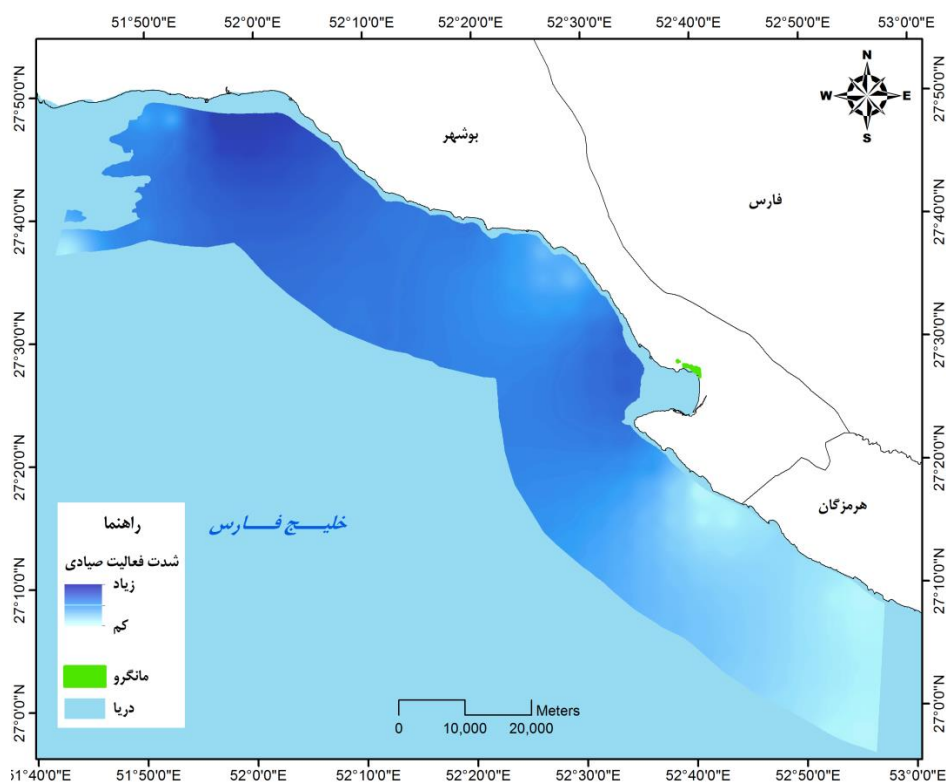 51°50'0"E 52°0'0"E 52°10'0"E 52°20'0"E 52°30'0"E 52°40'0"E 52°50'0"E 53°0'0"E
27°50'0"N
27°40'0"N
27°30'0"N
27°20'0"N
27°10'0"N
27°0'0"N
N
W E
S
27°50'0"N
27°40'0"N
27°30'0"N
27°20'0"N
27°10'0"N
27°0'0"N
بوشهر
فارس
هرمزگان
خلیج فارس
راهنما
شدت فعالیت صیادی
زیاد
کم
مانگرو
دریا
Meters
0 10,000 20,000
51°40'0"E 51°50'0"E 52°0'0"E 52°10'0"E 52°20'0"E 52°30'0"E 52°40'0"E 52°50'0"E 53°0'0"E